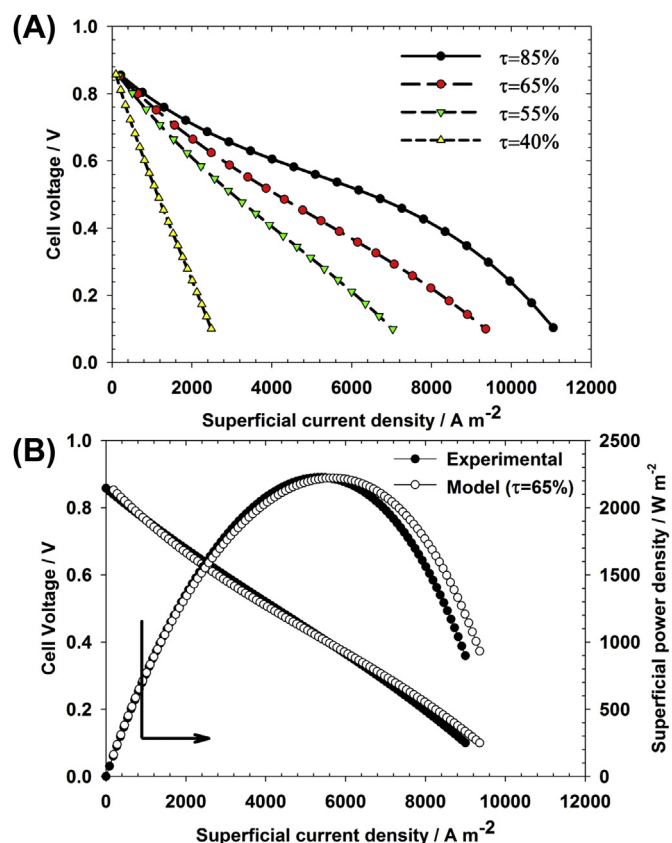 (A)
1.0
0.8
0.6
0.4
0.2
0.0
Cell voltage / V
τ=85%
τ=65%
τ=55%
τ=40%
0 2000 4000 6000 8000 10000 12000
Superficial current density / A m⁻²
(B)
1.0
0.8
0.6
0.4
0.2
0.0
Cell Voltage / V
Experimental
Model (τ=65%)
2500
2000
1500
1000
500
0
Superficial power density / W m⁻²
0 2000 4000 6000 8000 10000 12000
Superficial current density / A m⁻²